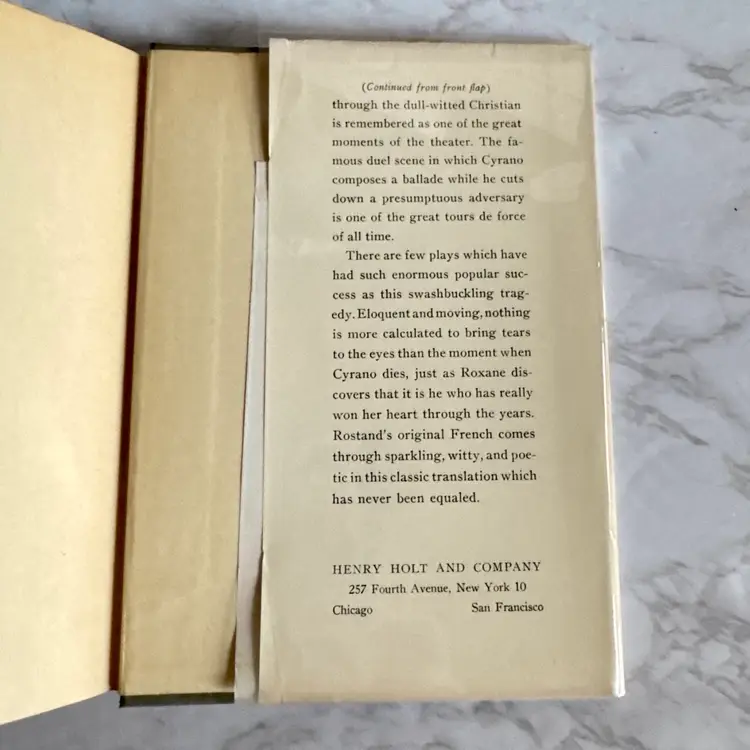 (Continued from front flap)
through the dull-witted Christian
is remembered as one of the great
moments of the theater. The fa-
mous duel scene in which Cyrano
composes a ballade while he cuts
down a presumptuous adversary
is one of the great tours de force
of all time.
There are few plays which have
had such enormous popular suc-
cess as this swashbuckling trag-
edy. Eloquent and moving, nothing
is more calculated to bring tears
to the eyes than the moment when
Cyrano dies, just as Roxane dis-
covers that it is he who has really
won her heart through the years.
Rostand's original French comes
through sparkling, witty, and poe-
tic in this classic translation which
has never been equaled.
HENRY HOLT AND COMPANY
257 Fourth Avenue, New York 10
Chicago San Francisco